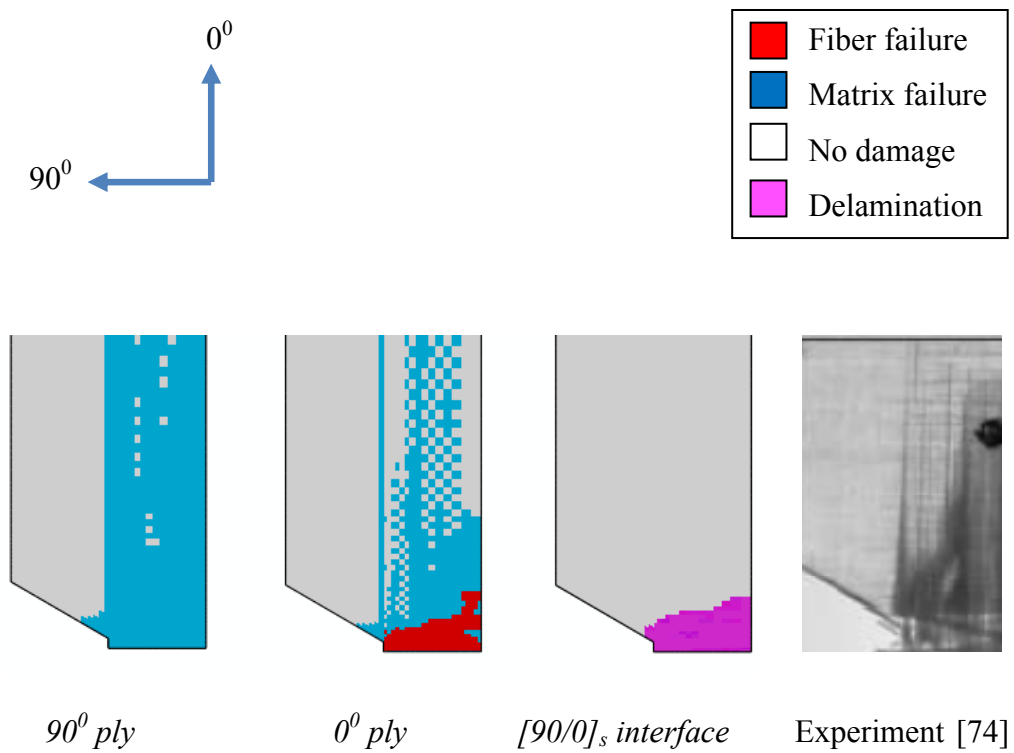 0⁰
90⁰
Fiber failure
Matrix failure
No damage
Delamination
90⁰ ply
0⁰ ply
[90/0]ₛ interface
Experiment [74]